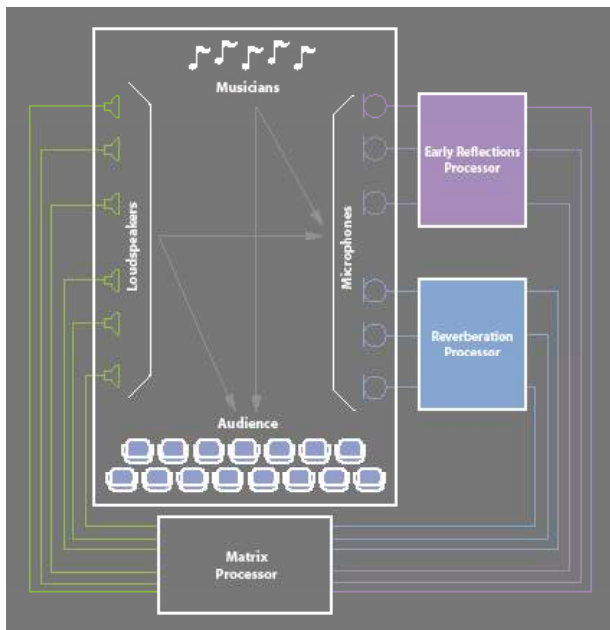 Musicians
Early Reflections
Processor
Loudspeakers
Microphones
Reverberation
Processor
Audience
Matrix
Processor